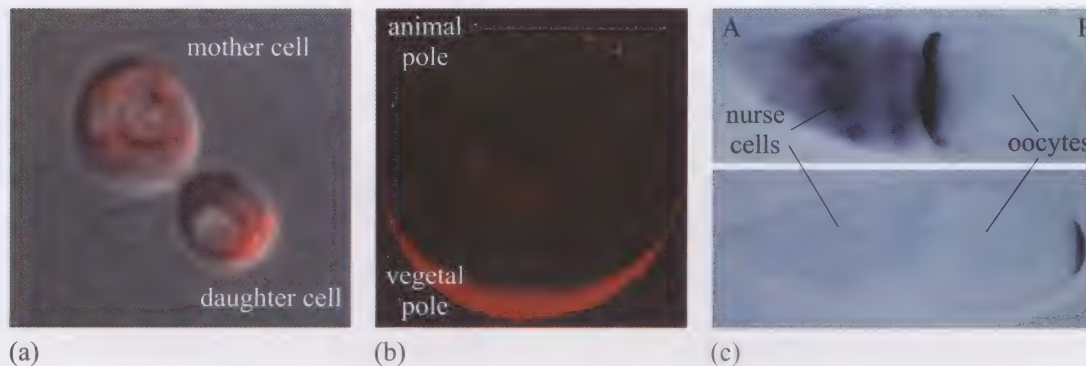 mother cell
daughter cell
animal
pole
vegetal
pole
A
nurse
cells
oocytes
(a)
(b)
(c)